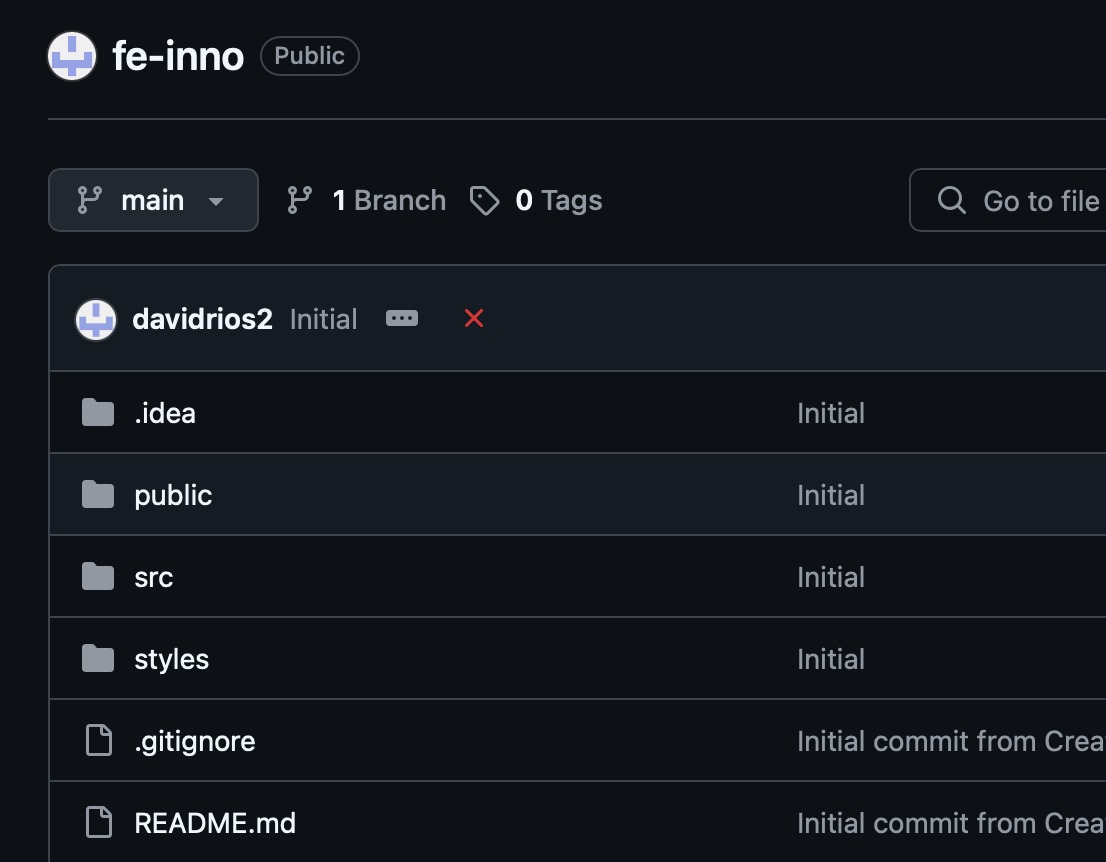 fe-inno Public
main 1 Branch 0 Tags Go to file
davidrios2 Initial
.idea Initial
public Initial
src Initial
styles Initial
.gitignore Initial commit from Crea
README.md Initial commit from Crea